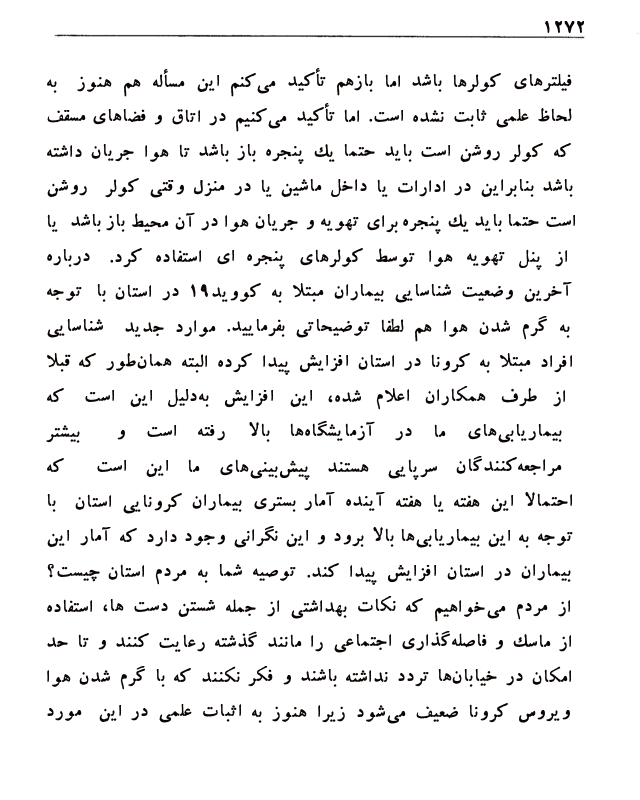 ۱۲۷۲
فیلترهای کولرها باشد اما بازهم تأکید می‌کنم این مسأله هم هنوز به
لحاظ علمی ثابت نشده است. اما تأکید می‌کنیم در اتاق و فضاهای مسقف
که کولر روشن است باید حتما یك پنجره باز باشد تا هوا جریان داشته
باشد بنابراین در ادارات یا داخل ماشین یا در منزل وقتی کولر روشن
است حتما باید یك پنجره برای تهویه و جریان هوا در آن محیط باز باشد یا
از پنل تهویه هوا توسط کولرهای پنجره ای استفاده کرد. درباره
آخرین وضعیت شناسایی بیماران مبتلا به کووید۱۹ در استان با توجه
به گرم شدن هوا هم لطفا توضیحاتی بفرمایید. موارد جدید شناسایی
افراد مبتلا به کرونا در استان افزایش پیدا کرده البته همان‌طور که قبلا
از طرف همکاران اعلام شده، این افزایش به‌دلیل این است که
بیماریابی‌های ما در آزمایشگاه‌ها بالا رفته است و بیشتر
مراجعه‌کنندگان سرپایی هستند پیش‌بینی‌های ما این است که
احتمالا این هفته یا هفته آینده آمار بستری بیماران کرونایی استان با
توجه به این بیماریابی‌ها بالا برود و این نگرانی وجود دارد که آمار این
بیماران در استان افزایش پیدا کند. توصیه شما به مردم استان چیست؟
از مردم می‌خواهیم که نکات بهداشتی از جمله شستن دست ها، استفاده
از ماسك و فاصله‌گذاری اجتماعی را مانند گذشته رعایت کنند و تا حد
امکان در خیابان‌ها تردد نداشته باشند و فکر نکنند که با گرم شدن هوا
ویروس کرونا ضعیف می‌شود زیرا هنوز به اثبات علمی در این مورد